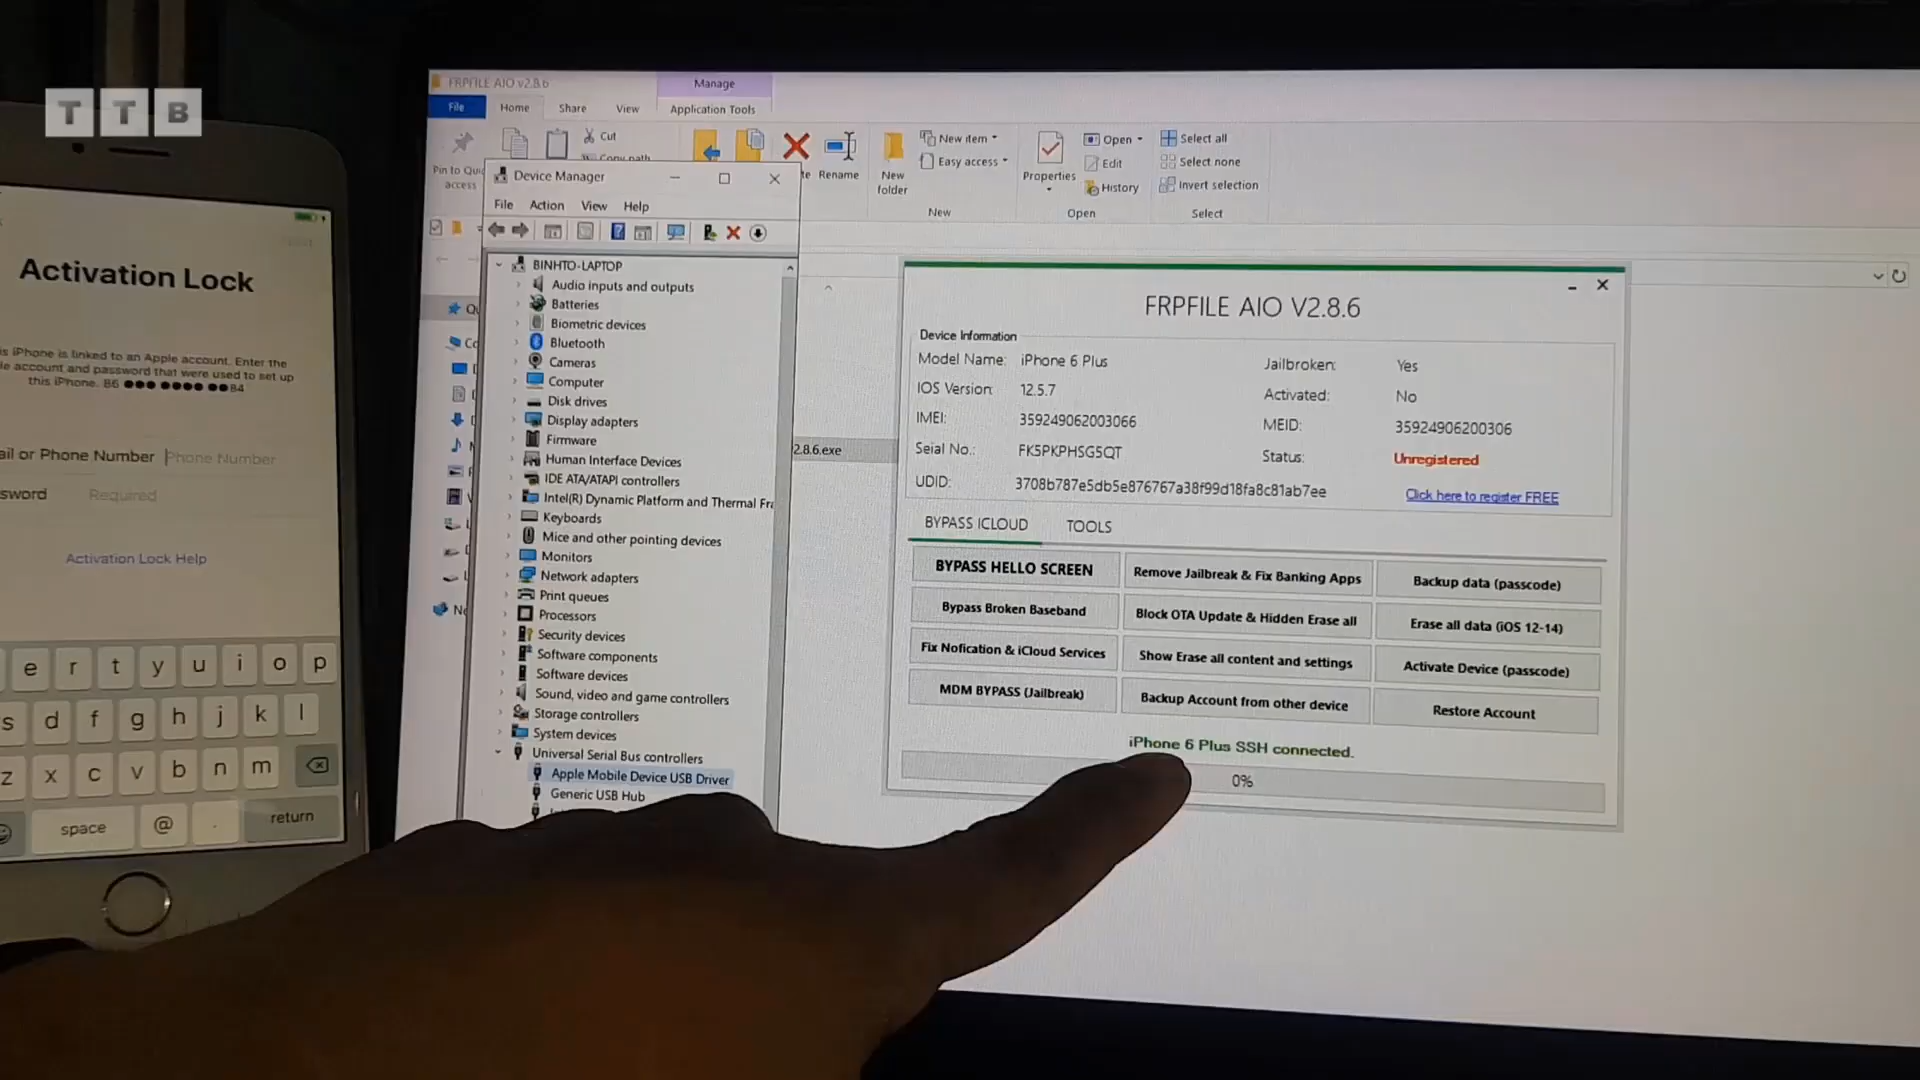 TTB
Activation Lock
s iPhone is linked to an Apple account. Enter the
le account and password that were used to set up
this iPhone. 86 ●●● ●●●● ●●84
ail or Phone Number Phone Number
sword Required
Activation Lock Help
e r t y u i o p
s d f g h j k l
z x c v b n m
space @ . return
FRPFILE AIO v2.8.6
Manage
File Home Share View Application Tools
Pin to Quic
access
Cut
Copy path
Rename
New
folder
New item
Easy access
New
Properties
Open
Edit
History
Open
Select all
Select none
Invert selection
Select
Device Manager
File Action View Help
BINHTO-LAPTOP
Audio inputs and outputs
Batteries
Biometric devices
Bluetooth
Cameras
Computer
Disk drives
Display adapters
Firmware
Human Interface Devices
IDE ATA/ATAPI controllers
Intel(R) Dynamic Platform and Thermal Fra
Keyboards
Mice and other pointing devices
Monitors
Network adapters
Print queues
Processors
Security devices
Software components
Software devices
Sound, video and game controllers
Storage controllers
System devices
Universal Serial Bus controllers
Apple Mobile Device USB Driver
Generic USB Hub
2.8.6.exe
FRPFILE AIO V2.8.6
Device Information
Model Name: iPhone 6 Plus Jailbroken: Yes
IOS Version: 12.5.7 Activated: No
IMEI: 359249062003066 MEID: 35924906200306
Seial No.: FK5PKPHSG5QT Status: Unregistered
UDID: 3708b787e5db5e876767a38f99d18fa8c81ab7ee Click here to register FREE
BYPASS ICLOUD TOOLS
BYPASS HELLO SCREEN Remove Jailbreak & Fix Banking Apps Backup data (passcode)
Bypass Broken Baseband Block OTA Update & Hidden Erase all Erase all data (iOS 12-14)
Fix Nofication & iCloud Services Show Erase all content and settings Activate Device (passcode)
MDM BYPASS (Jailbreak) Backup Account from other device Restore Account
iPhone 6 Plus SSH connected.
0%